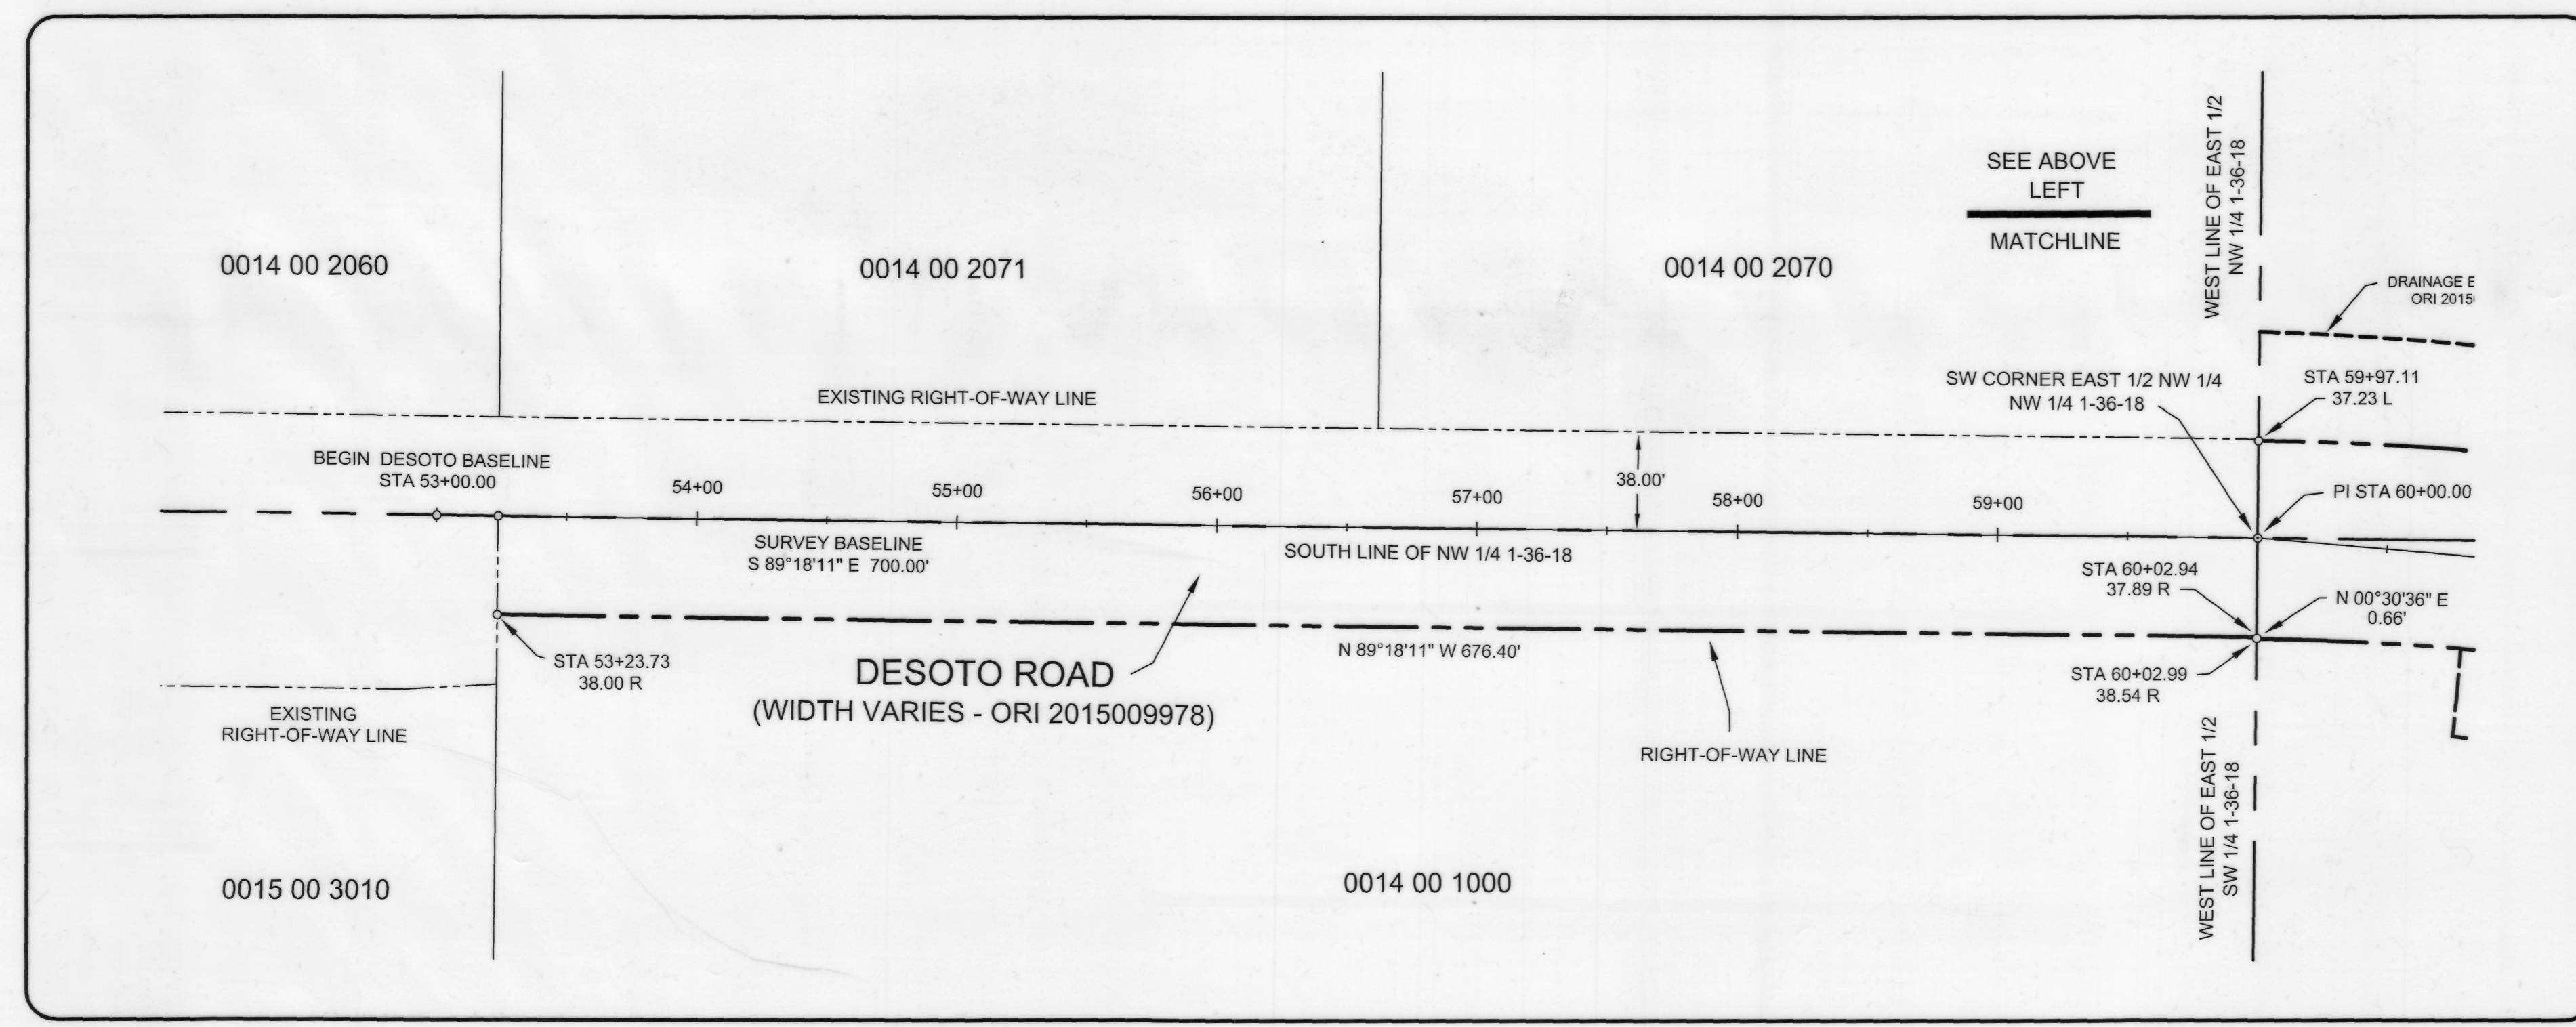 WEST LINE OF EAST 1/2
NW 1/4 1-36-18
SEE ABOVE
LEFT
MATCHLINE
0014 00 2060
0014 00 2071
0014 00 2070
DRAINAGE E
ORI 2015
EXISTING RIGHT-OF-WAY LINE
SW CORNER EAST 1/2 NW 1/4
NW 1/4 1-36-18
STA 59+97.11
37.23 L
BEGIN DESOTO BASELINE
STA 53+00.00
54+00
55+00
56+00
57+00
38.00'
58+00
59+00
PI STA 60+00.00
SURVEY BASELINE
S 89°18'11" E 700.00'
SOUTH LINE OF NW 1/4 1-36-18
STA 60+02.94
37.89 R
N 00°30'36" E
0.66'
STA 53+23.73
38.00 R
N 89°18'11" W 676.40'
DESOTO ROAD
(WIDTH VARIES - ORI 2015009978)
STA 60+02.99
38.54 R
EXISTING
RIGHT-OF-WAY LINE
RIGHT-OF-WAY LINE
WEST LINE OF EAST 1/2
SW 1/4 1-36-18
0015 00 3010
0014 00 1000